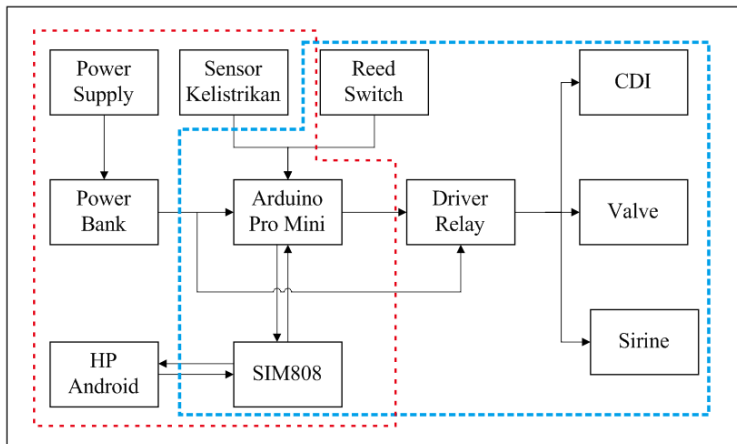 Power
Supply
Sensor
Kelistrikan
Reed
Switch
CDI
Power
Bank
Arduino
Pro Mini
Driver
Relay
Valve
HP
Android
SIM808
Sirine